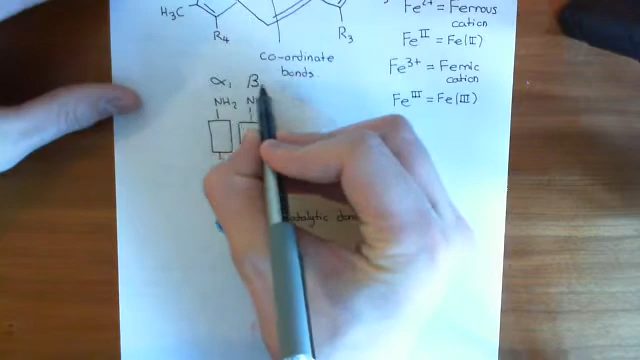 H₃C
R₄
R₃
co-ordinate
bonds.
α₁ β
NH₂
Fe²⁺ = Ferrous
cation
Feᴵᴵ = Fe(II)
Fe³⁺ = Ferric
cation
Feᴵᴵᴵ = Fe(III)